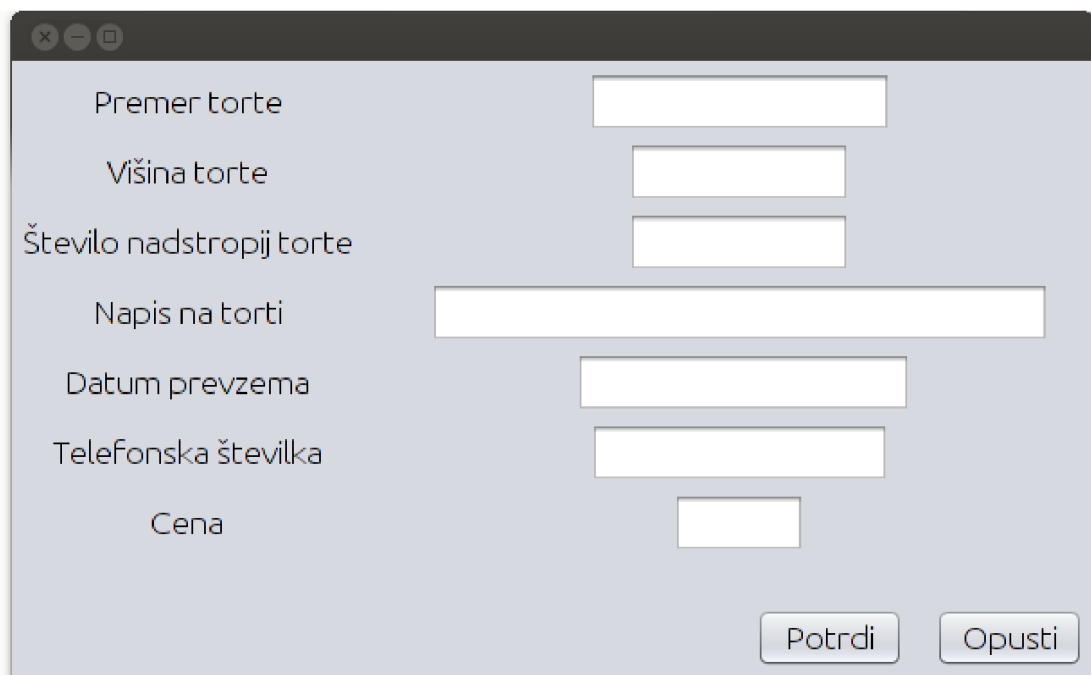 Premer torte
Višina torte
Število nadstropij torte
Napis na torti
Datum prevzema
Telefonska številka
Cena
Potrdi Opusti